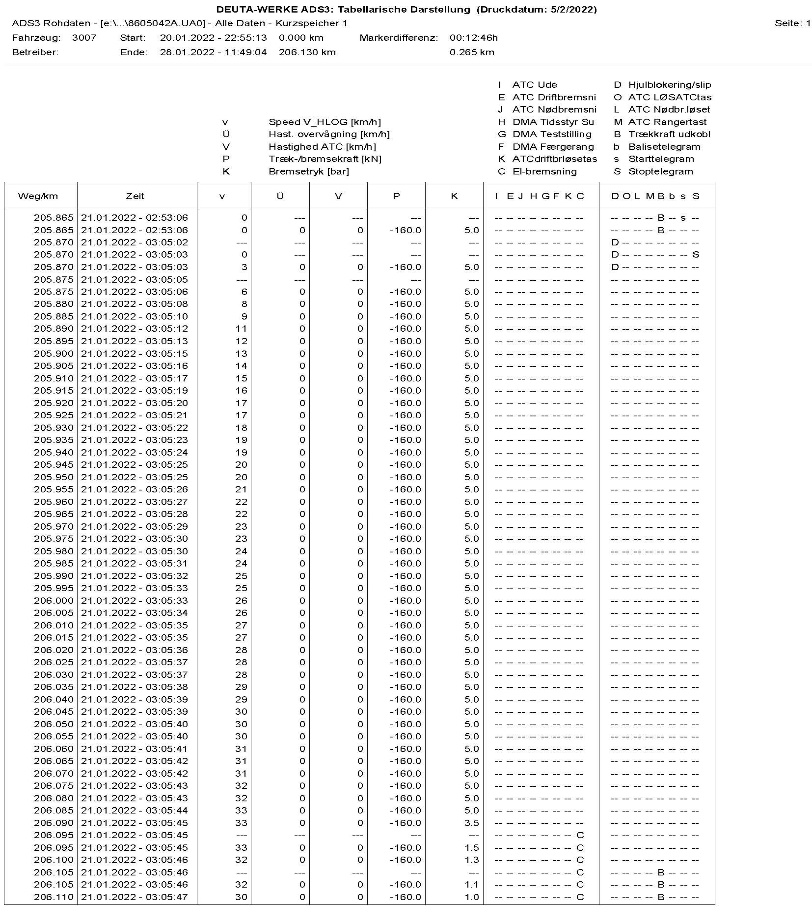 DEUTA-WERKE ADS3: Tabellarische Darstellung (Druckdatum: 5/2/2022)
ADS3 Rohdaten - [e:\...\8605042A.UA0] - Alle Daten - Kurzspeicher 1 Seite: 1
Fahrzeug: 3007 Start: 20.01.2022 - 22:55:13 0.000 km Markerdifferenz: 00:12:46h
Betreiber: Ende: 28.01.2022 - 11:49:04 206.130 km 0.265 km
I ATC Ude D Hjulblokering/slip
E ATC Driftbremsni O ATC LØSATCtas
J ATC Nødbremsni L ATC Nødbr.løset
v Speed V_HLOG [km/h] H DMA Tidsstyr Su M ATC Rangertast
Ü Hast. overvågning [km/h] G DMA Teststilling B Trækkraft udkobl
V Hastighed ATC [km/h] F DMA Færgerang b Balisetelegram
P Træk-/bremsekraft [kN] K ATCdriftbrløsetas s Starttelegram
K Bremsetryk [bar] C El-bremsning S Stoptelegram
Weg/km Zeit v Ü V P K I E J H G F K C D O L M B b s S
205.865 21.01.2022 - 02:53:06 0 --- --- --- --- -- -- -- -- -- -- -- -- -- -- -- -- B -- s --
205.865 21.01.2022 - 02:53:06 0 0 0 -160.0 5.0 -- -- -- -- -- -- -- -- -- -- -- -- B -- -- --
205.870 21.01.2022 - 03:05:02 --- --- --- --- --- -- -- -- -- -- -- -- -- D -- -- -- -- -- -- --
205.870 21.01.2022 - 03:05:03 0 --- --- --- --- -- -- -- -- -- -- -- -- D -- -- -- -- -- -- S
205.870 21.01.2022 - 03:05:03 3 0 0 -160.0 5.0 -- -- -- -- -- -- -- -- D -- -- -- -- -- -- --
205.875 21.01.2022 - 03:05:05 --- --- --- --- --- -- -- -- -- -- -- -- -- -- -- -- -- -- -- -- --
205.875 21.01.2022 - 03:05:06 6 0 0 -160.0 5.0 -- -- -- -- -- -- -- -- -- -- -- -- -- -- -- --
205.880 21.01.2022 - 03:05:08 8 0 0 -160.0 5.0 -- -- -- -- -- -- -- -- -- -- -- -- -- -- -- --
205.885 21.01.2022 - 03:05:10 9 0 0 -160.0 5.0 -- -- -- -- -- -- -- -- -- -- -- -- -- -- -- --
205.890 21.01.2022 - 03:05:12 11 0 0 -160.0 5.0 -- -- -- -- -- -- -- -- -- -- -- -- -- -- -- --
205.895 21.01.2022 - 03:05:13 12 0 0 -160.0 5.0 -- -- -- -- -- -- -- -- -- -- -- -- -- -- -- --
205.900 21.01.2022 - 03:05:15 13 0 0 -160.0 5.0 -- -- -- -- -- -- -- -- -- -- -- -- -- -- -- --
205.905 21.01.2022 - 03:05:16 14 0 0 -160.0 5.0 -- -- -- -- -- -- -- -- -- -- -- -- -- -- -- --
205.910 21.01.2022 - 03:05:17 15 0 0 -160.0 5.0 -- -- -- -- -- -- -- -- -- -- -- -- -- -- -- --
205.915 21.01.2022 - 03:05:19 16 0 0 -160.0 5.0 -- -- -- -- -- -- -- -- -- -- -- -- -- -- -- --
205.920 21.01.2022 - 03:05:20 17 0 0 -160.0 5.0 -- -- -- -- -- -- -- -- -- -- -- -- -- -- -- --
205.925 21.01.2022 - 03:05:21 17 0 0 -160.0 5.0 -- -- -- -- -- -- -- -- -- -- -- -- -- -- -- --
205.930 21.01.2022 - 03:05:22 18 0 0 -160.0 5.0 -- -- -- -- -- -- -- -- -- -- -- -- -- -- -- --
205.935 21.01.2022 - 03:05:23 19 0 0 -160.0 5.0 -- -- -- -- -- -- -- -- -- -- -- -- -- -- -- --
205.940 21.01.2022 - 03:05:24 19 0 0 -160.0 5.0 -- -- -- -- -- -- -- -- -- -- -- -- -- -- -- --
205.945 21.01.2022 - 03:05:25 20 0 0 -160.0 5.0 -- -- -- -- -- -- -- -- -- -- -- -- -- -- -- --
205.950 21.01.2022 - 03:05:25 20 0 0 -160.0 5.0 -- -- -- -- -- -- -- -- -- -- -- -- -- -- -- --
205.955 21.01.2022 - 03:05:26 21 0 0 -160.0 5.0 -- -- -- -- -- -- -- -- -- -- -- -- -- -- -- --
205.960 21.01.2022 - 03:05:27 22 0 0 -160.0 5.0 -- -- -- -- -- -- -- -- -- -- -- -- -- -- -- --
205.965 21.01.2022 - 03:05:28 22 0 0 -160.0 5.0 -- -- -- -- -- -- -- -- -- -- -- -- -- -- -- --
205.970 21.01.2022 - 03:05:29 23 0 0 -160.0 5.0 -- -- -- -- -- -- -- -- -- -- -- -- -- -- -- --
205.975 21.01.2022 - 03:05:30 23 0 0 -160.0 5.0 -- -- -- -- -- -- -- -- -- -- -- -- -- -- -- --
205.980 21.01.2022 - 03:05:30 24 0 0 -160.0 5.0 -- -- -- -- -- -- -- -- -- -- -- -- -- -- -- --
205.985 21.01.2022 - 03:05:31 24 0 0 -160.0 5.0 -- -- -- -- -- -- -- -- -- -- -- -- -- -- -- --
205.990 21.01.2022 - 03:05:32 25 0 0 -160.0 5.0 -- -- -- -- -- -- -- -- -- -- -- -- -- -- -- --
205.995 21.01.2022 - 03:05:33 25 0 0 -160.0 5.0 -- -- -- -- -- -- -- -- -- -- -- -- -- -- -- --
206.000 21.01.2022 - 03:05:33 26 0 0 -160.0 5.0 -- -- -- -- -- -- -- -- -- -- -- -- -- -- -- --
206.005 21.01.2022 - 03:05:34 26 0 0 -160.0 5.0 -- -- -- -- -- -- -- -- -- -- -- -- -- -- -- --
206.010 21.01.2022 - 03:05:35 27 0 0 -160.0 5.0 -- -- -- -- -- -- -- -- -- -- -- -- -- -- -- --
206.015 21.01.2022 - 03:05:35 27 0 0 -160.0 5.0 -- -- -- -- -- -- -- -- -- -- -- -- -- -- -- --
206.020 21.01.2022 - 03:05:36 28 0 0 -160.0 5.0 -- -- -- -- -- -- -- -- -- -- -- -- -- -- -- --
206.025 21.01.2022 - 03:05:37 28 0 0 -160.0 5.0 -- -- -- -- -- -- -- -- -- -- -- -- -- -- -- --
206.030 21.01.2022 - 03:05:37 28 0 0 -160.0 5.0 -- -- -- -- -- -- -- -- -- -- -- -- -- -- -- --
206.035 21.01.2022 - 03:05:38 29 0 0 -160.0 5.0 -- -- -- -- -- -- -- -- -- -- -- -- -- -- -- --
206.040 21.01.2022 - 03:05:39 29 0 0 -160.0 5.0 -- -- -- -- -- -- -- -- -- -- -- -- -- -- -- --
206.045 21.01.2022 - 03:05:39 30 0 0 -160.0 5.0 -- -- -- -- -- -- -- -- -- -- -- -- -- -- -- --
206.050 21.01.2022 - 03:05:40 30 0 0 -160.0 5.0 -- -- -- -- -- -- -- -- -- -- -- -- -- -- -- --
206.055 21.01.2022 - 03:05:40 30 0 0 -160.0 5.0 -- -- -- -- -- -- -- -- -- -- -- -- -- -- -- --
206.060 21.01.2022 - 03:05:41 31 0 0 -160.0 5.0 -- -- -- -- -- -- -- -- -- -- -- -- -- -- -- --
206.065 21.01.2022 - 03:05:42 31 0 0 -160.0 5.0 -- -- -- -- -- -- -- -- -- -- -- -- -- -- -- --
206.070 21.01.2022 - 03:05:42 31 0 0 -160.0 5.0 -- -- -- -- -- -- -- -- -- -- -- -- -- -- -- --
206.075 21.01.2022 - 03:05:43 32 0 0 -160.0 5.0 -- -- -- -- -- -- -- -- -- -- -- -- -- -- -- --
206.080 21.01.2022 - 03:05:43 32 0 0 -160.0 5.0 -- -- -- -- -- -- -- -- -- -- -- -- -- -- -- --
206.085 21.01.2022 - 03:05:44 33 0 0 -160.0 5.0 -- -- -- -- -- -- -- -- -- -- -- -- -- -- -- --
206.090 21.01.2022 - 03:05:45 33 0 0 -160.0 3.5 -- -- -- -- -- -- -- -- -- -- -- -- -- -- -- --
206.095 21.01.2022 - 03:05:45 --- --- --- --- --- -- -- -- -- -- -- -- C -- -- -- -- -- -- -- --
206.095 21.01.2022 - 03:05:45 33 0 0 -160.0 1.5 -- -- -- -- -- -- -- C -- -- -- -- -- -- -- --
206.100 21.01.2022 - 03:05:46 32 0 0 -160.0 1.3 -- -- -- -- -- -- -- C -- -- -- -- -- -- -- --
206.105 21.01.2022 - 03:05:46 --- --- --- --- --- -- -- -- -- -- -- -- C -- -- -- -- B -- -- --
206.105 21.01.2022 - 03:05:46 32 0 0 -160.0 1.1 -- -- -- -- -- -- -- C -- -- -- -- B -- -- --
206.110 21.01.2022 - 03:05:47 30 0 0 -160.0 1.0 -- -- -- -- -- -- -- C -- -- -- -- B -- -- --